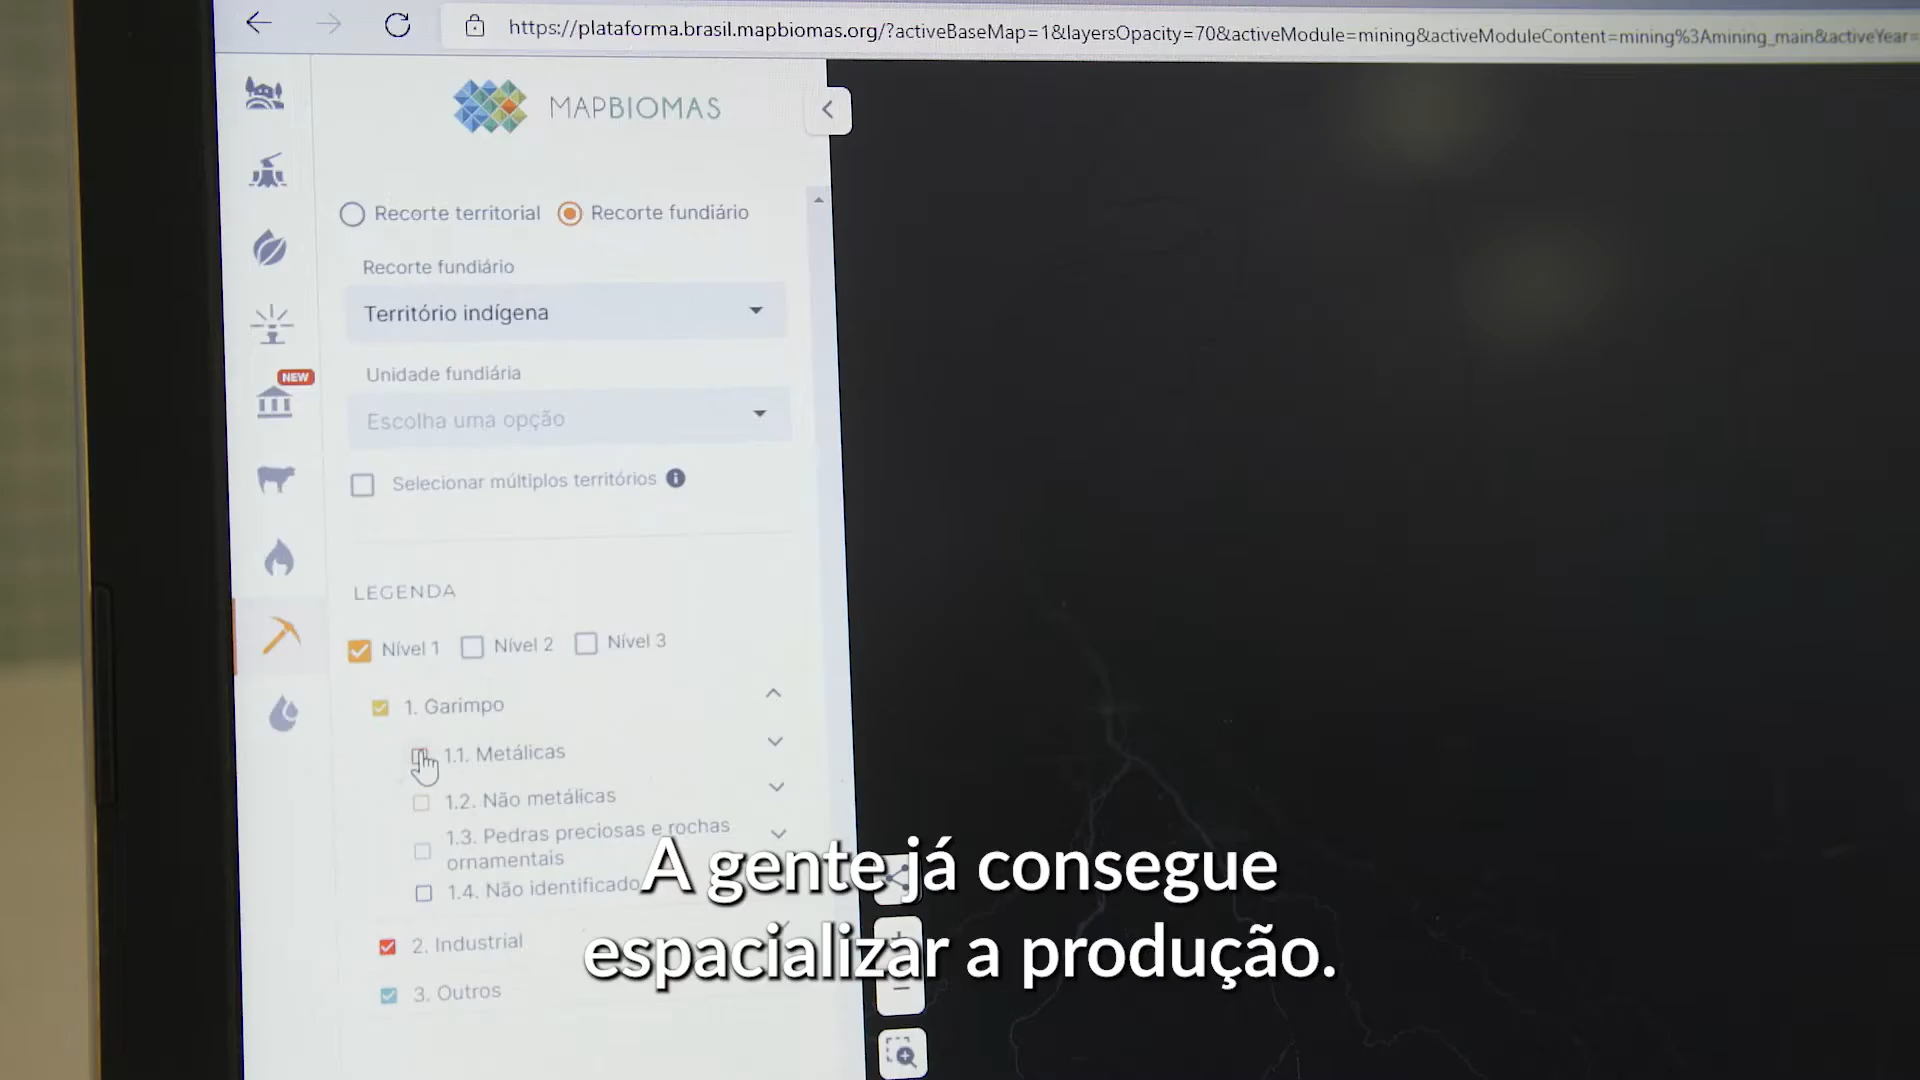 https://plataforma.brasil.mapbiomas.org/?activeBaseMap=1&layersOpacity=70&activeModule=mining&activeModuleContent=mining%3Amining_main&activeYear=
MAPBIOMAS
Recorte territorial Recorte fundiário
Recorte fundiário
Território indígena
NEW
Unidade fundiária
Escolha uma opção
Selecionar múltiplos territórios
LEGENDA
Nível 1 Nível 2 Nível 3
1. Garimpo
1.1. Metálicas
1.2. Não metálicas
1.3. Pedras preciosas e rochas
ornamentais
1.4. Não identificado
2. Industrial
3. Outros
A gente já consegue
espacializar a produção.